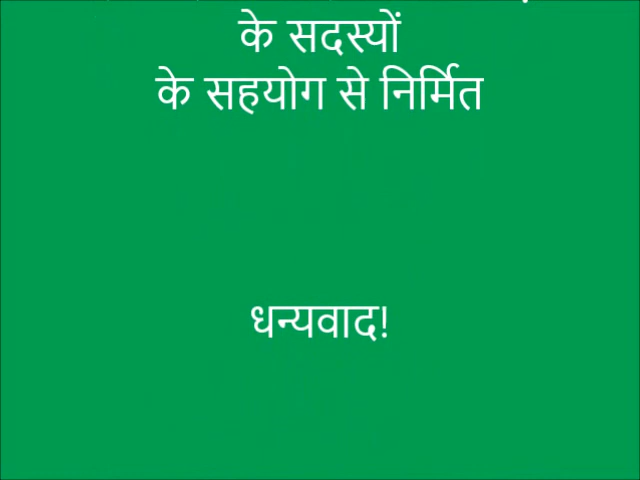 के सदस्यों
के सहयोग से निर्मित
धन्यवाद!